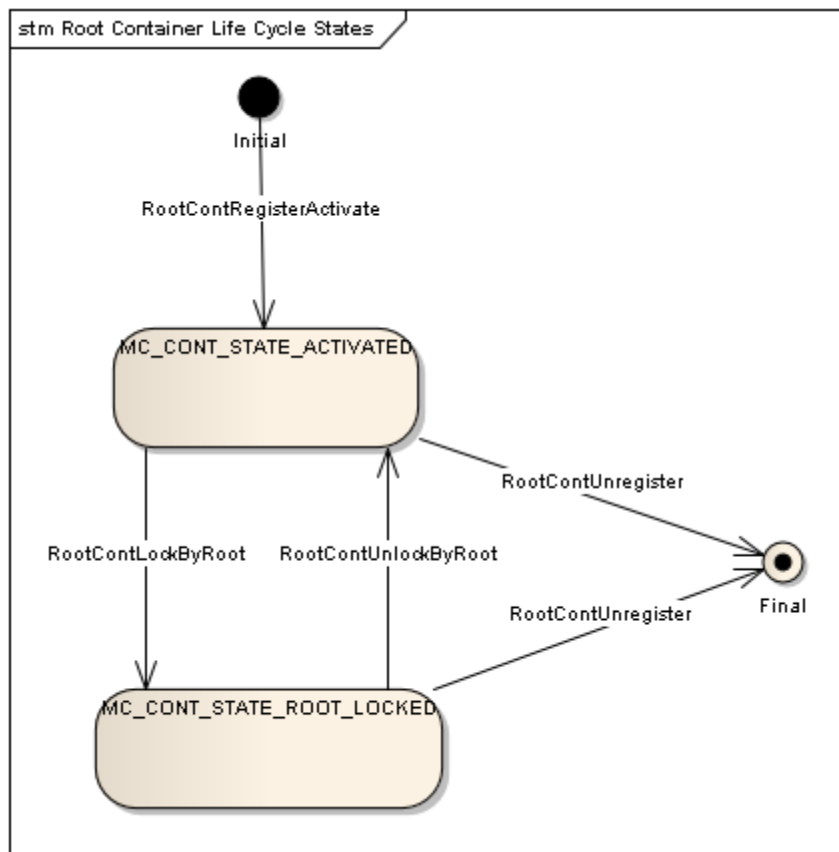 stm Root Container Life Cycle States
Initial
RootContRegisterActivate
MC_CONT_STATE_ACTIVATED
RootContUnregister
RootContLockByRoot
RootContUnlockByRoot
Final
RootContUnregister
MC_CONT_STATE_ROOT_LOCKED